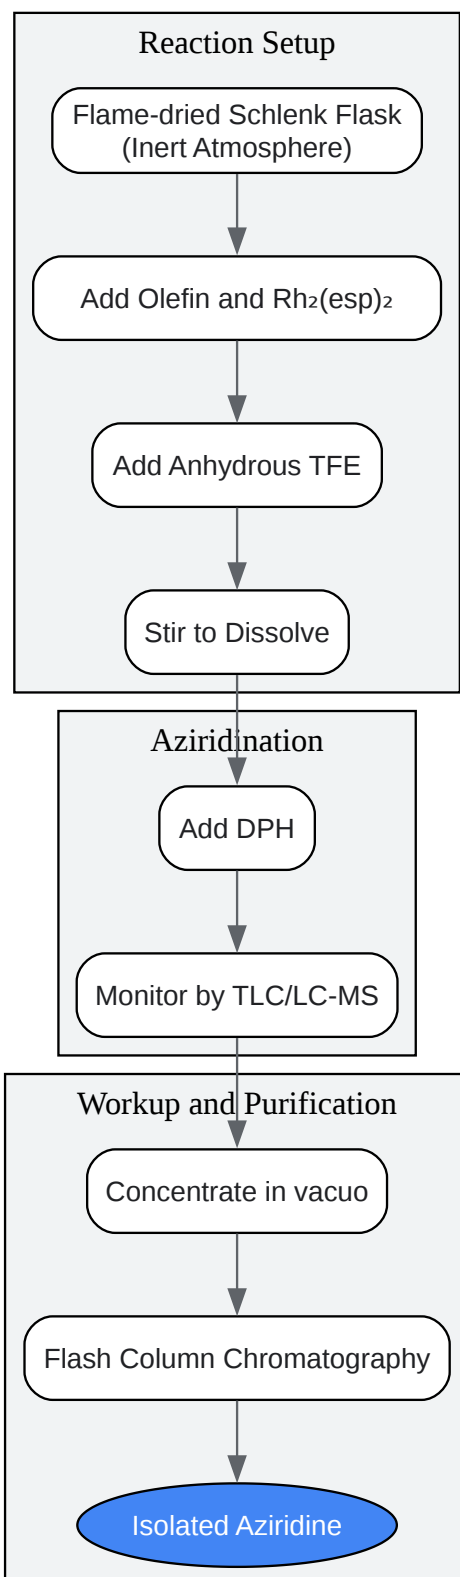 Reaction Setup
Flame-dried Schlenk Flask
(Inert Atmosphere)
Add Olefin and Rh₂(esp)₂
Add Anhydrous TFE
Stir to Dissolve
Aziridination
Add DPH
Monitor by TLC/LC-MS
Workup and Purification
Concentrate in vacuo
Flash Column Chromatography
Isolated Aziridine